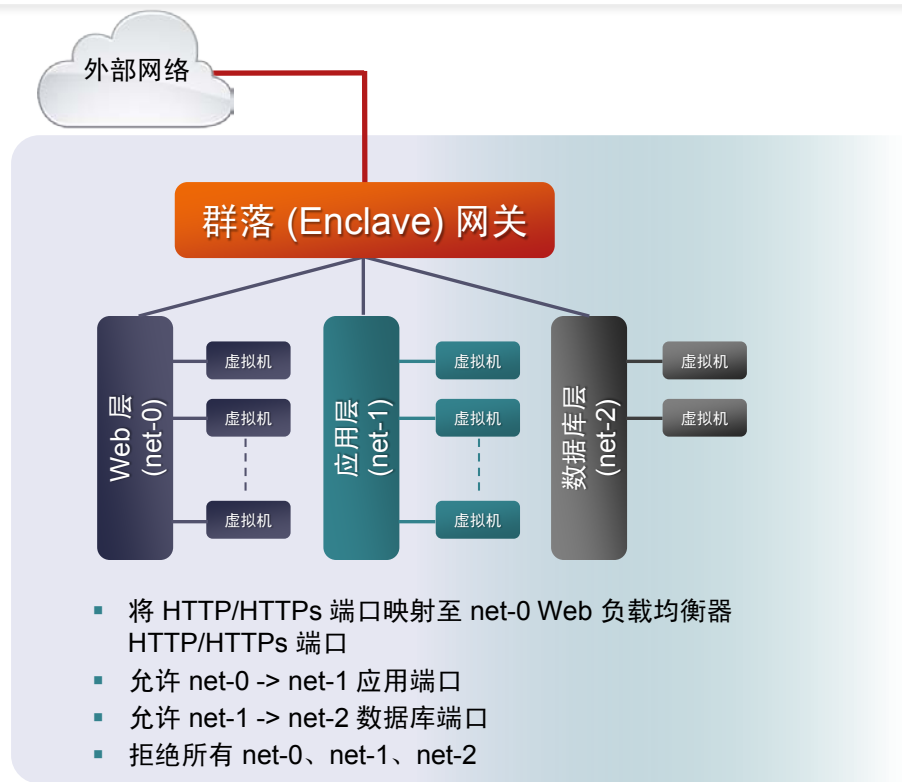 外部网络
群落 (Enclave) 网关
Web 层
(net-0)
虚拟机
虚拟机
虚拟机
应用层
(net-1)
虚拟机
虚拟机
虚拟机
数据库层
(net-2)
虚拟机
虚拟机
将 HTTP/HTTPs 端口映射至 net-0 Web 负载均衡器
HTTP/HTTPs 端口
允许 net-0 -> net-1 应用端口
允许 net-1 -> net-2 数据库端口
拒绝所有 net-0、net-1、net-2